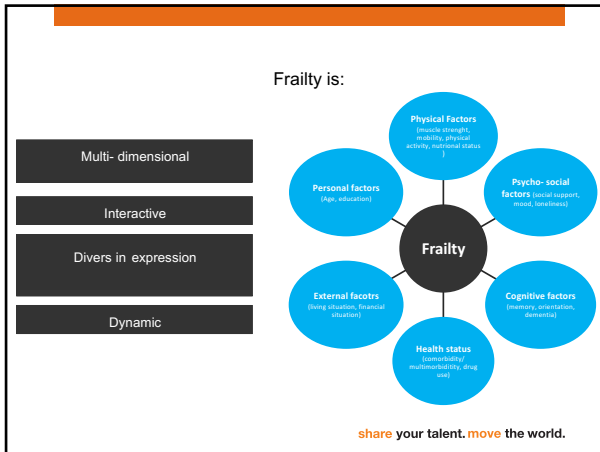 Frailty is:
Multi- dimensional
Interactive
Divers in expression
Dynamic
Physical Factors
(muscle strenght,
mobility, physical
activity, nutrional status
)
Psycho- social
factors (social support,
mood, loneliness)
Cognitive factors
(memory, orientation,
dementia)
Health status
(comorbidity/
multimorbiditity, drug
use)
External facotrs
(living situation, financial
situation)
Personal factors
(Age, education)
Frailty
share your talent. move the world.